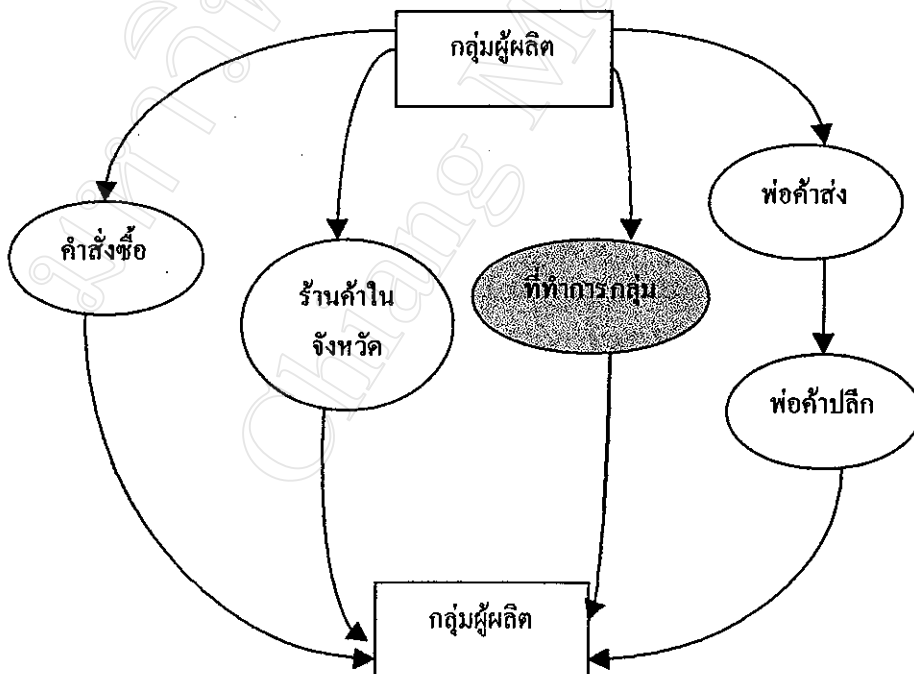 กลุ่มผู้ผลิต
พ่อค้าส่ง
คำสั่งซื้อ
ร้านค้าใน
จังหวัด
ที่ทำการกลุ่ม
พ่อค้าปลีก
กลุ่มผู้ผลิต
Chiang M